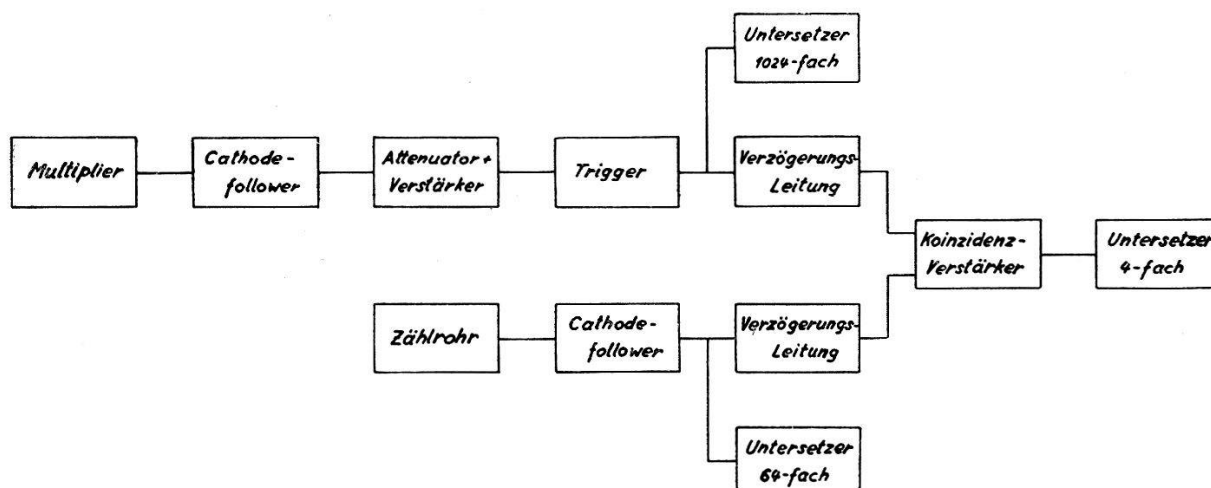 Untersetzer
1024-fach
Multiplier
Cathode-
follower
Attenuator +
Verstärker
Trigger
Verzögerungs-
Leitung
Koinzidenz-
Verstärker
Untersetzer
4-fach
Zählrohr
Cathode-
follower
Verzögerungs-
Leitung
Untersetzer
64-fach